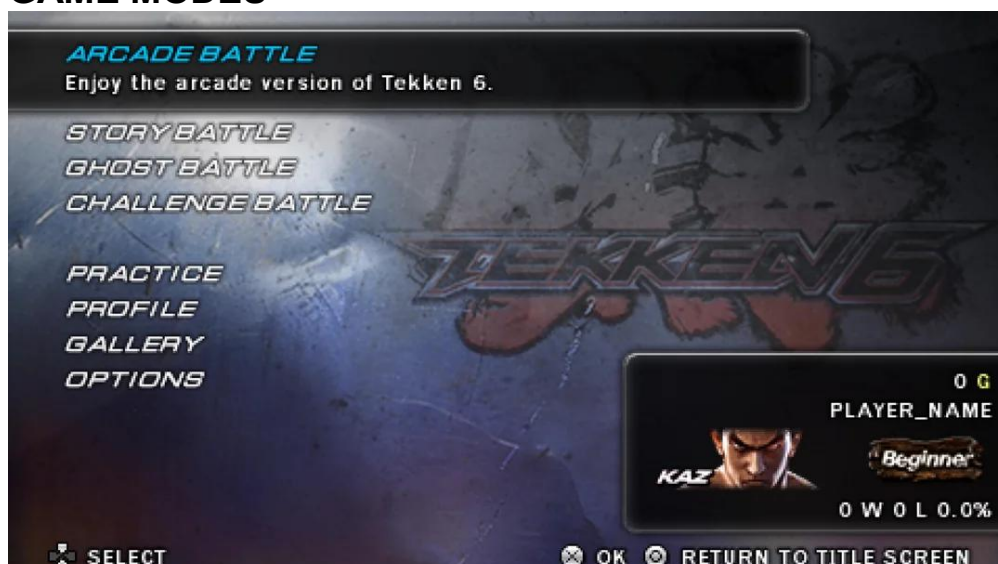 GAME MODES
ARCADE BATTLE
Enjoy the arcade version of Tekken 6.
STORY BATTLE
GHOST BATTLE
CHALLENGE BATTLE
TEKKEN 6
PRACTICE
PROFILE
GALLERY
OPTIONS
0 G
PLAYER_NAME
KAZ
Beginner
0 W 0 L 0.0%
SELECT
OK RETURN TO TITLE SCREEN